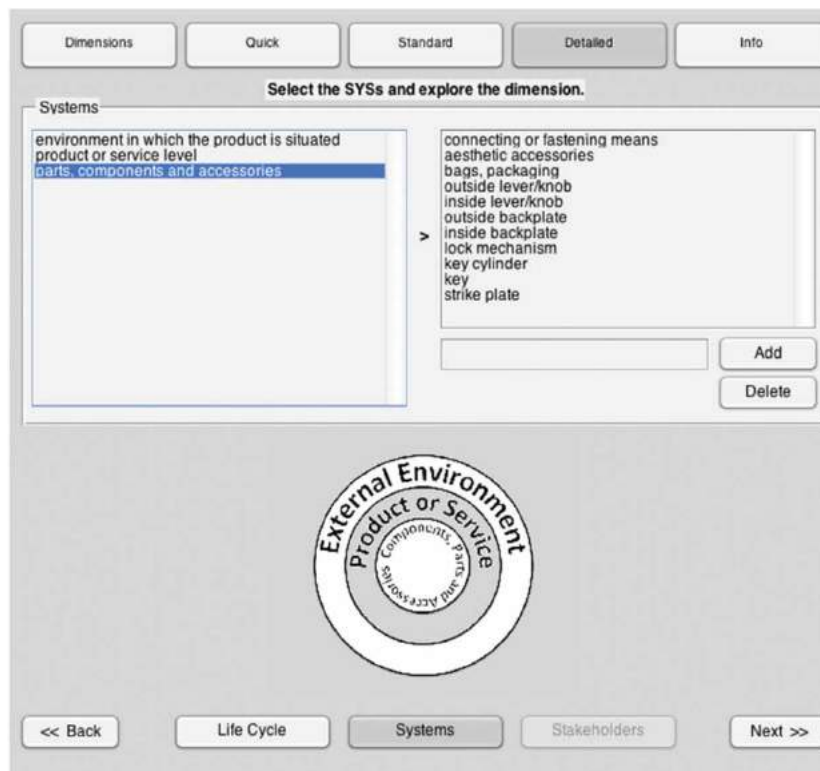 Dimensions
Quick
Standard
Detailed
Info
Select the SYSs and explore the dimension.
Systems
environment in which the product is situated
product or service level
parts, components and accessories
>
connecting or fastening means
aesthetic accessories
bags, packaging
outside lever/knob
inside lever/knob
outside backplate
inside backplate
lock mechanism
key cylinder
key
strike plate
Add
Delete
External Environment
Product or Service
Components, Parts and Accessories
<< Back
Life Cycle
Systems
Stakeholders
Next >>